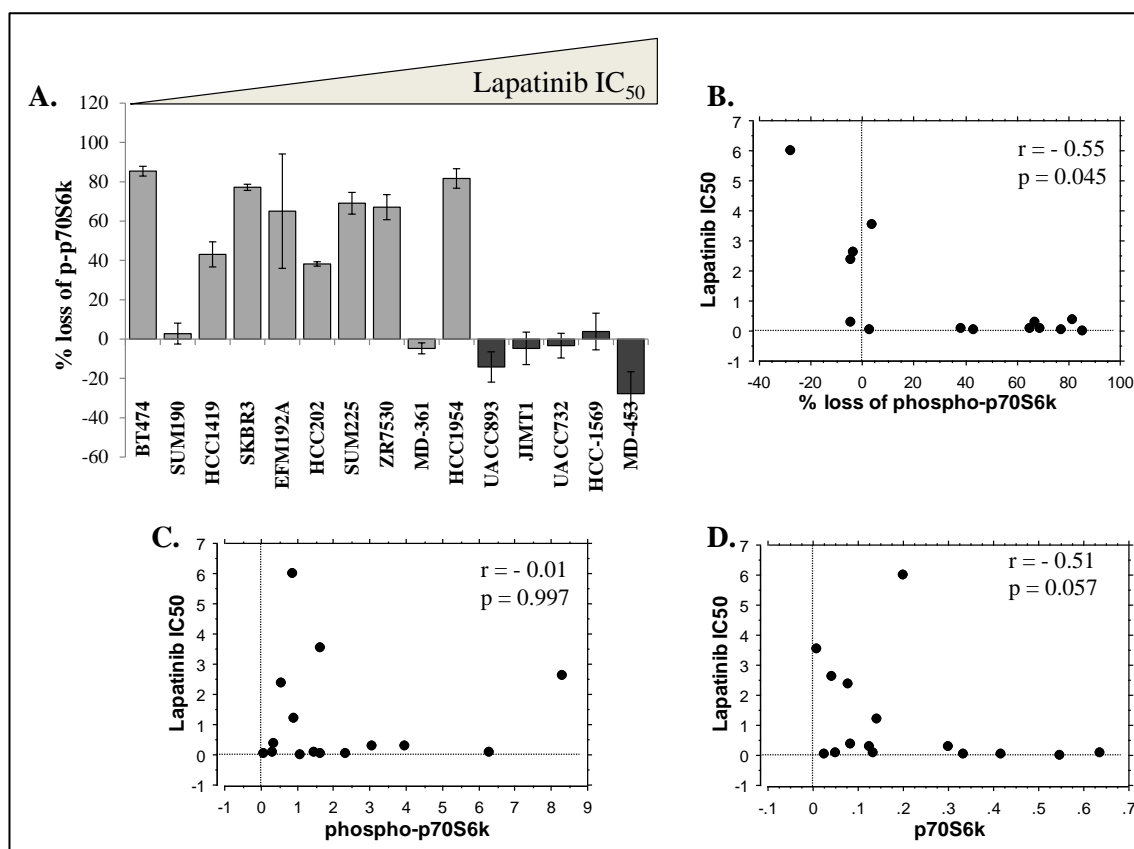 Lapatinib IC50
A.
120
100
80
60
40
20
0
-20
-40
-60
% loss of p-p70S6k
BT474
SUM190
HCC1419
SKBR3
EFM192A
HCC202
SUM225
ZR7530
MD-361
HCC1954
UACC893
JIMT1
UACC732
HCC-1569
MD-453
B.
r = - 0.55
p = 0.045
Lapatinib IC50
7
6
5
4
3
2
1
0
-1
-40 -20 0 20 40 60 80 100
% loss of phospho-p70S6k
C.
r = - 0.01
p = 0.997
Lapatinib IC50
7
6
5
4
3
2
1
0
-1
-1 0 1 2 3 4 5 6 7 8 9
phospho-p70S6k
D.
r = - 0.51
p = 0.057
Lapatinib IC50
7
6
5
4
3
2
1
0
-1
-.1 0 .1 .2 .3 .4 .5 .6 0.7
p70S6k